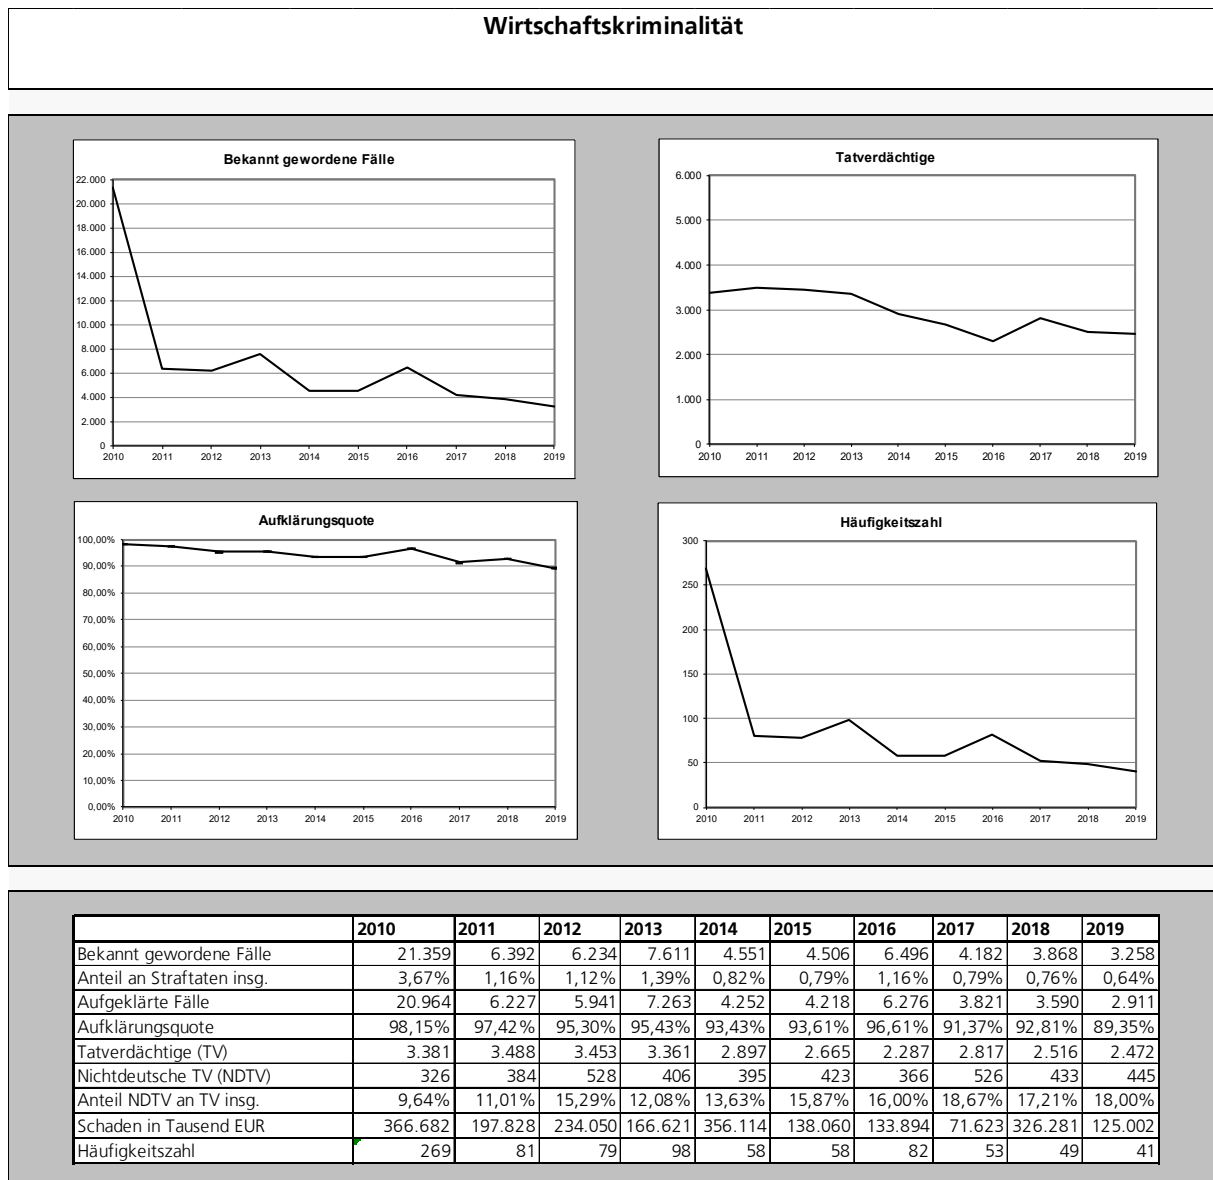 Wirtschaftskriminalität
Bekannt gewordene Fälle
22.000
20.000
18.000
16.000
14.000
12.000
10.000
8.000
6.000
4.000
2.000
0
2010 2011 2012 2013 2014 2015 2016 2017 2018 2019
Tatverdächtige
6.000
5.000
4.000
3.000
2.000
1.000
0
2010 2011 2012 2013 2014 2015 2016 2017 2018 2019
Aufklärungsquote
100,00%
90,00%
80,00%
70,00%
60,00%
50,00%
40,00%
30,00%
20,00%
10,00%
0,00%
2010 2011 2012 2013 2014 2015 2016 2017 2018 2019
Häufigkeitszahl
300
250
200
150
100
50
0
2010 2011 2012 2013 2014 2015 2016 2017 2018 2019
2010 2011 2012 2013 2014 2015 2016 2017 2018 2019
Bekannt gewordene Fälle 21.359 6.392 6.234 7.611 4.551 4.506 6.496 4.182 3.868 3.258
Anteil an Straftaten insg. 3,67% 1,16% 1,12% 1,39% 0,82% 0,79% 1,16% 0,79% 0,76% 0,64%
Aufgeklärte Fälle 20.964 6.227 5.941 7.263 4.252 4.218 6.276 3.821 3.590 2.911
Aufklärungsquote 98,15% 97,42% 95,30% 95,43% 93,43% 93,61% 96,61% 91,37% 92,81% 89,35%
Tatverdächtige (TV) 3.381 3.488 3.453 3.361 2.897 2.665 2.287 2.817 2.516 2.472
Nichtdeutsche TV (NDTV) 326 384 528 406 395 423 366 526 433 445
Anteil NDTV an TV insg. 9,64% 11,01% 15,29% 12,08% 13,63% 15,87% 16,00% 18,67% 17,21% 18,00%
Schaden in Tausend EUR 366.682 197.828 234.050 166.621 356.114 138.060 133.894 71.623 326.281 125.002
Häufigkeitszahl 269 81 79 98 58 58 82 53 49 41